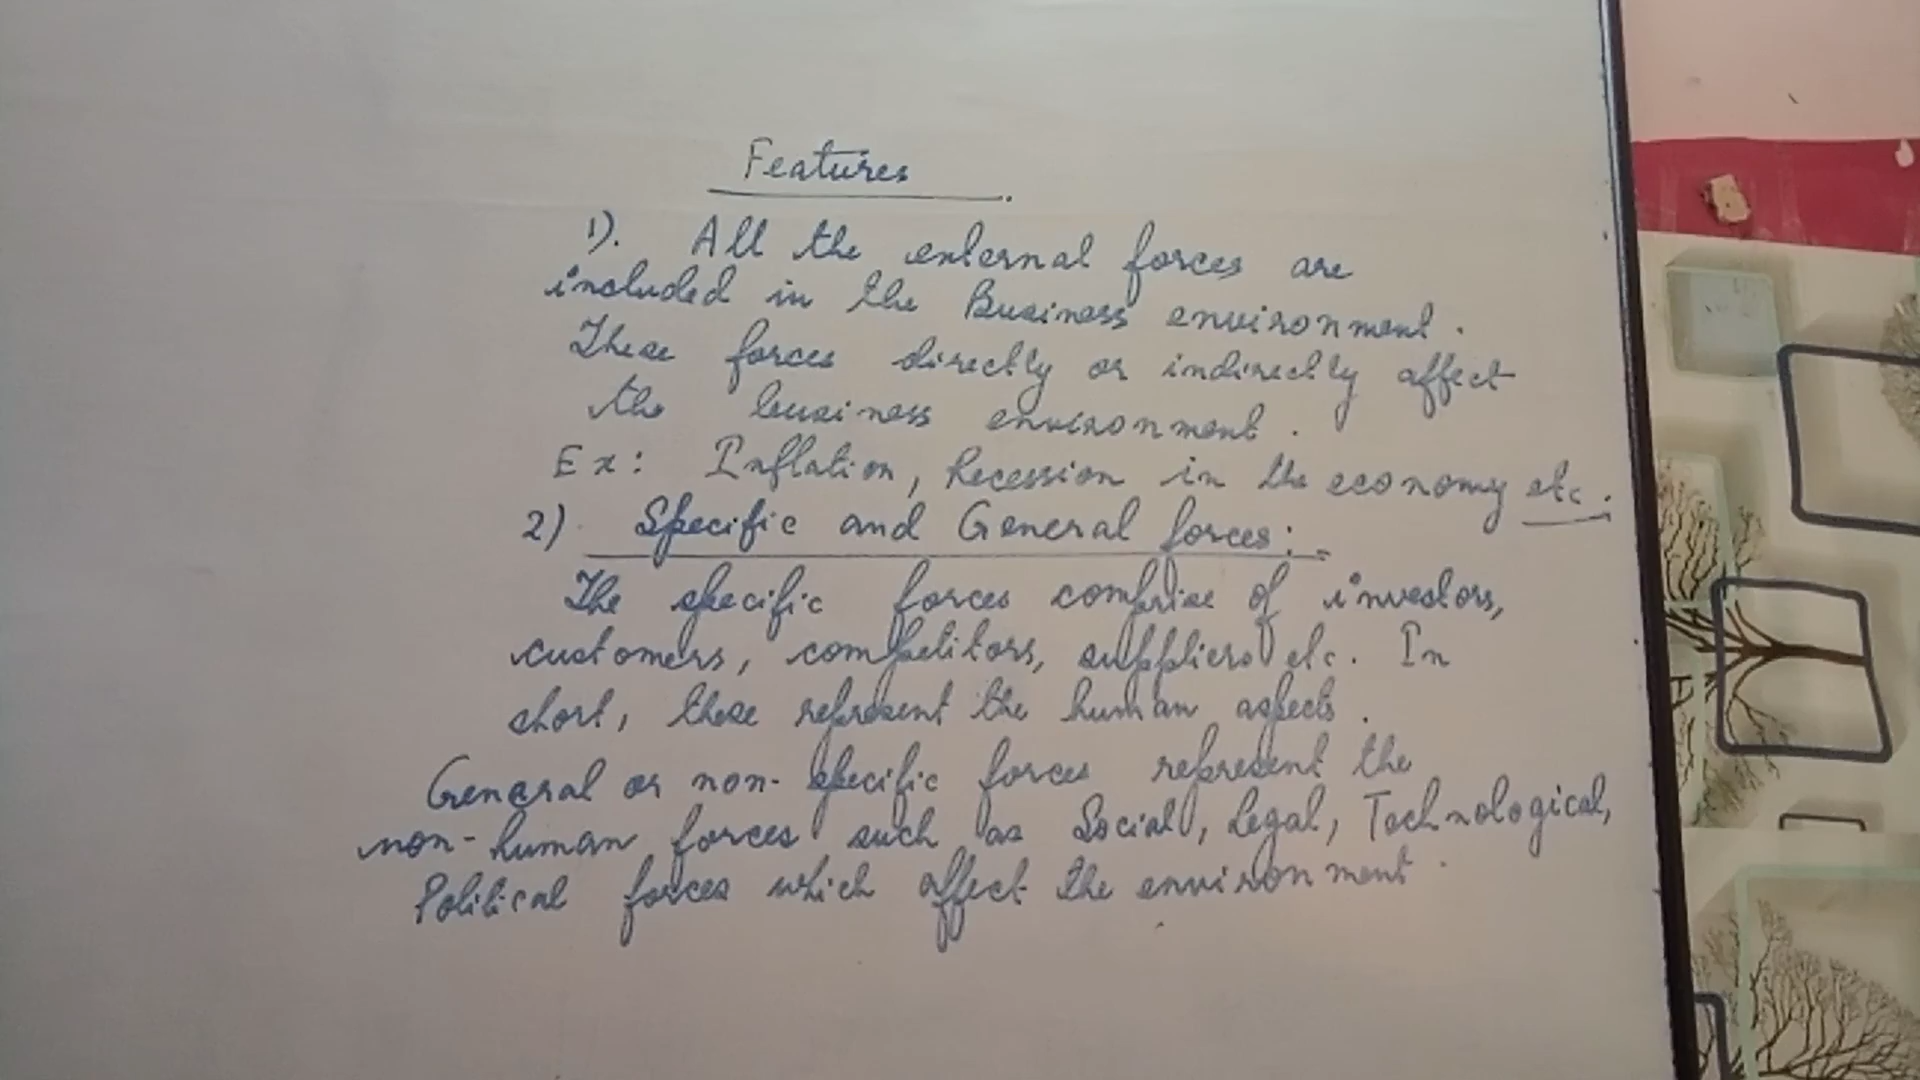 Features
1). All the external forces are
included in the Business environment.
These forces directly or indirectly affect
the business environment.
Ex: Inflation, Recession in the economy etc.
2) Specific and General forces:
The specific forces comprise of investors,
customers, competitors, suppliers etc. In
short, these represent the human aspects.
General or non-specific forces represent the
non-human forces such as Social, Legal, Technological,
Political forces which affect the environment.